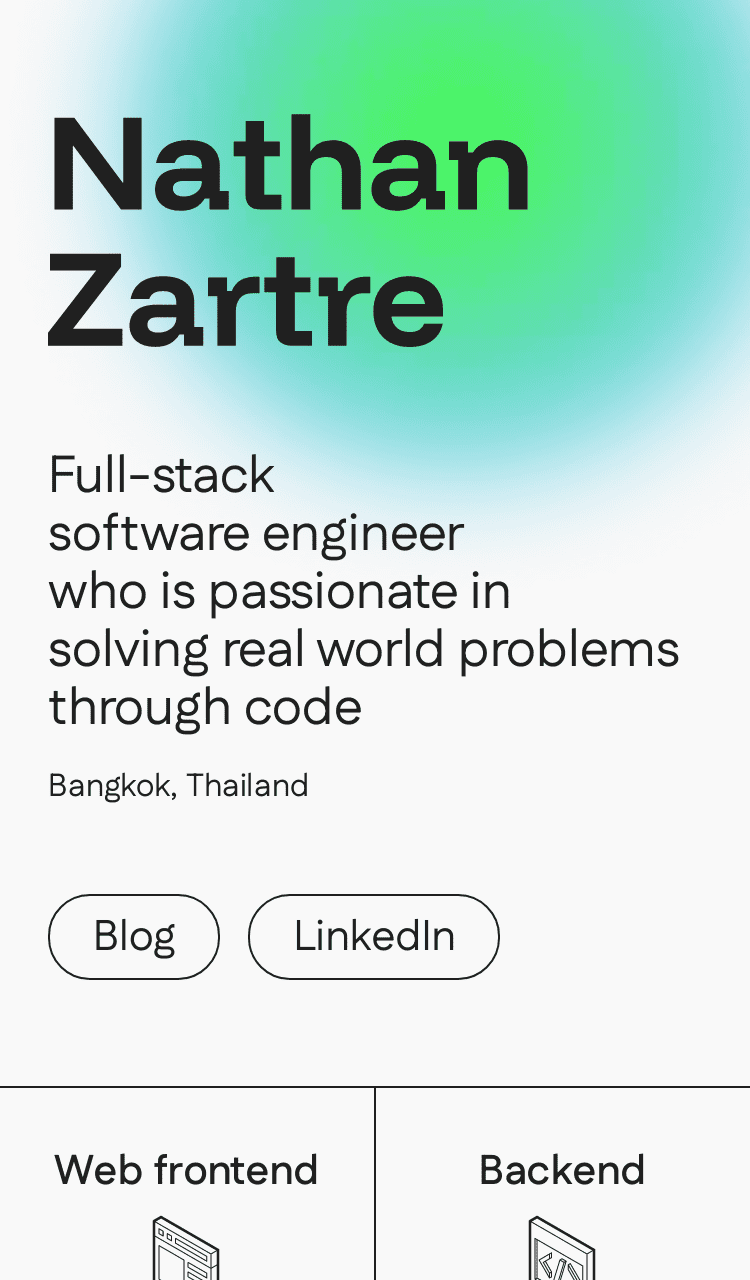 Nathan
Zartre
Full-stack
software engineer
who is passionate in
solving real world problems
through code
Bangkok, Thailand
Blog
LinkedIn
Web frontend
Backend
</>